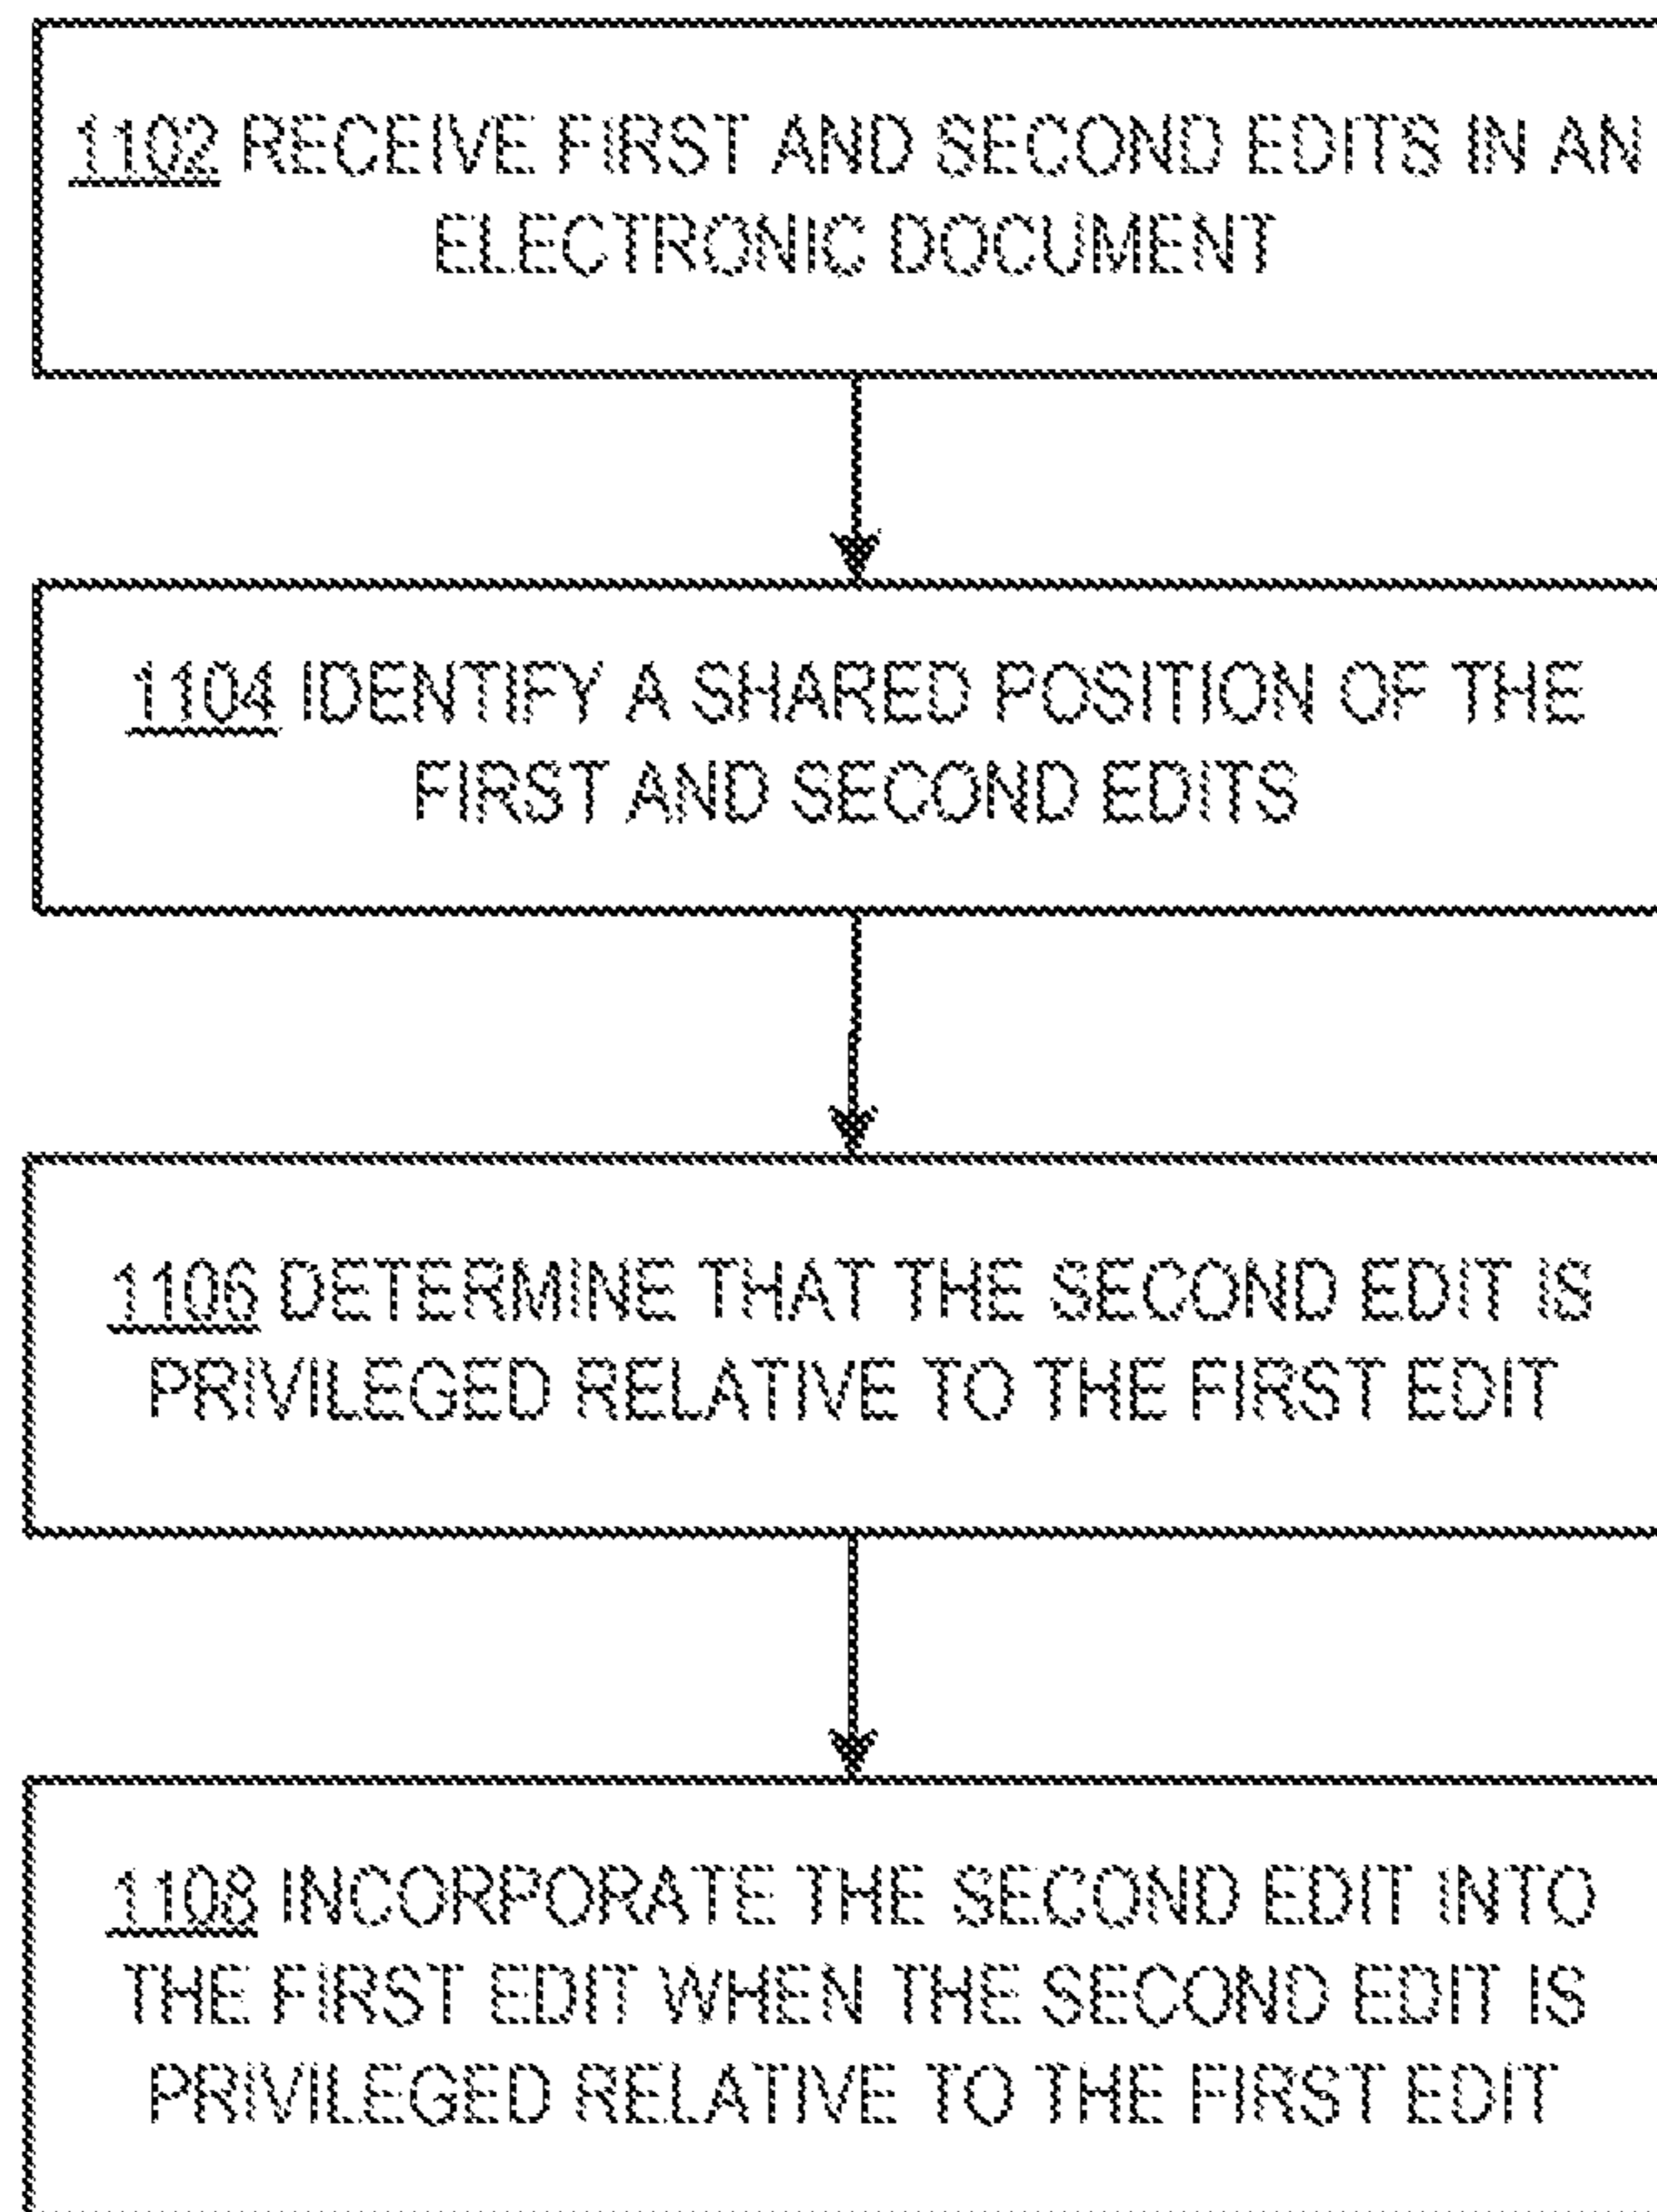 1102 RECEIVE FIRST AND SECOND EDITS IN AN
ELECTRONIC DOCUMENT
1104 IDENTIFY A SHARED POSITION OF THE
FIRST AND SECOND EDITS
1106 DETERMINE THAT THE SECOND EDIT IS
PRIVILEGED RELATIVE TO THE FIRST EDIT
1108 INCORPORATE THE SECOND EDIT INTO
THE FIRST EDIT WHEN THE SECOND EDIT IS
PRIVILEGED RELATIVE TO THE FIRST EDIT